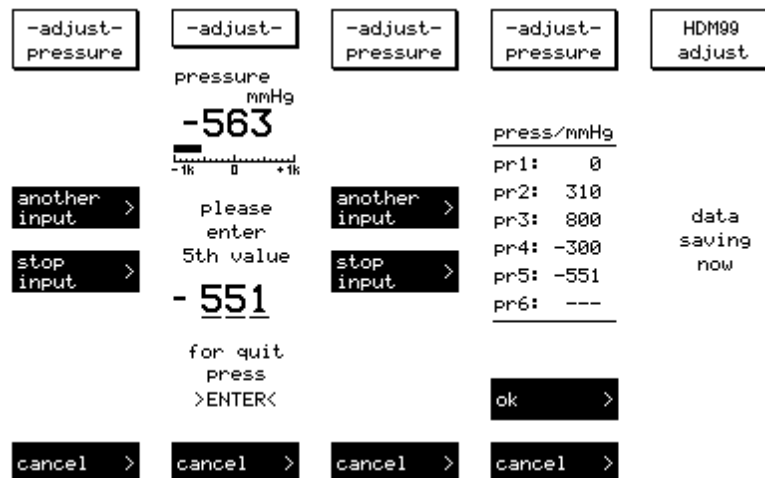 -adjust-
pressure
another
input >
stop
input >
cancel >
-adjust-
pressure
mmHg
-563
-1k 0 +1k
please
enter
5th value
- 551
for quit
press
>ENTER<
cancel >
-adjust-
pressure
another
input >
stop
input >
cancel >
-adjust-
pressure
press/mmHg
pr1: 0
pr2: 310
pr3: 800
pr4: -300
pr5: -551
pr6: ---
ok >
cancel >
HDM99
adjust
data
saving
now